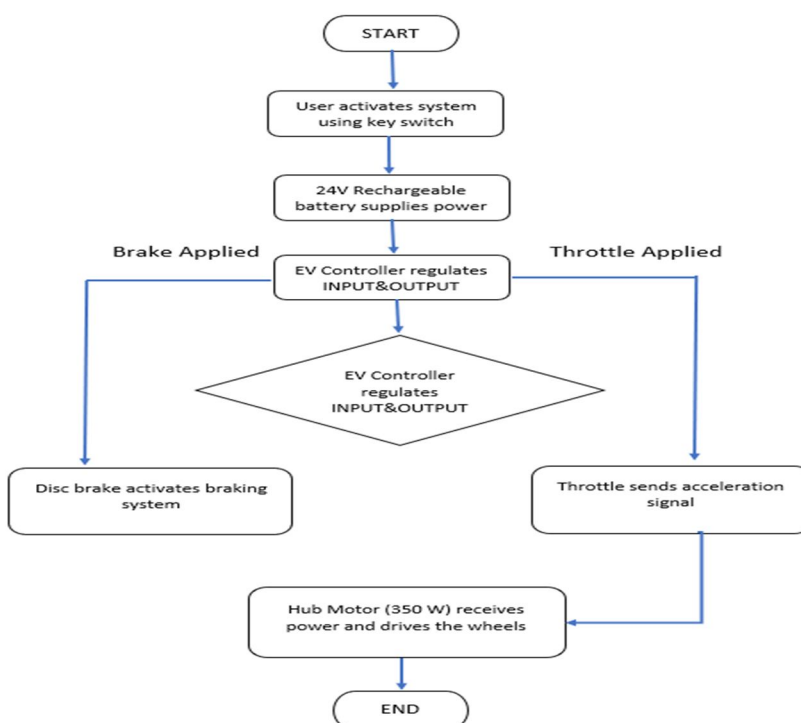 START
User activates system
using key switch
24V Rechargeable
battery supplies power
Brake Applied
Throttle Applied
EV Controller regulates
INPUT&OUTPUT
EV Controller
regulates
INPUT&OUTPUT
Disc brake activates braking
system
Throttle sends acceleration
signal
Hub Motor (350 W) receives
power and drives the wheels
END